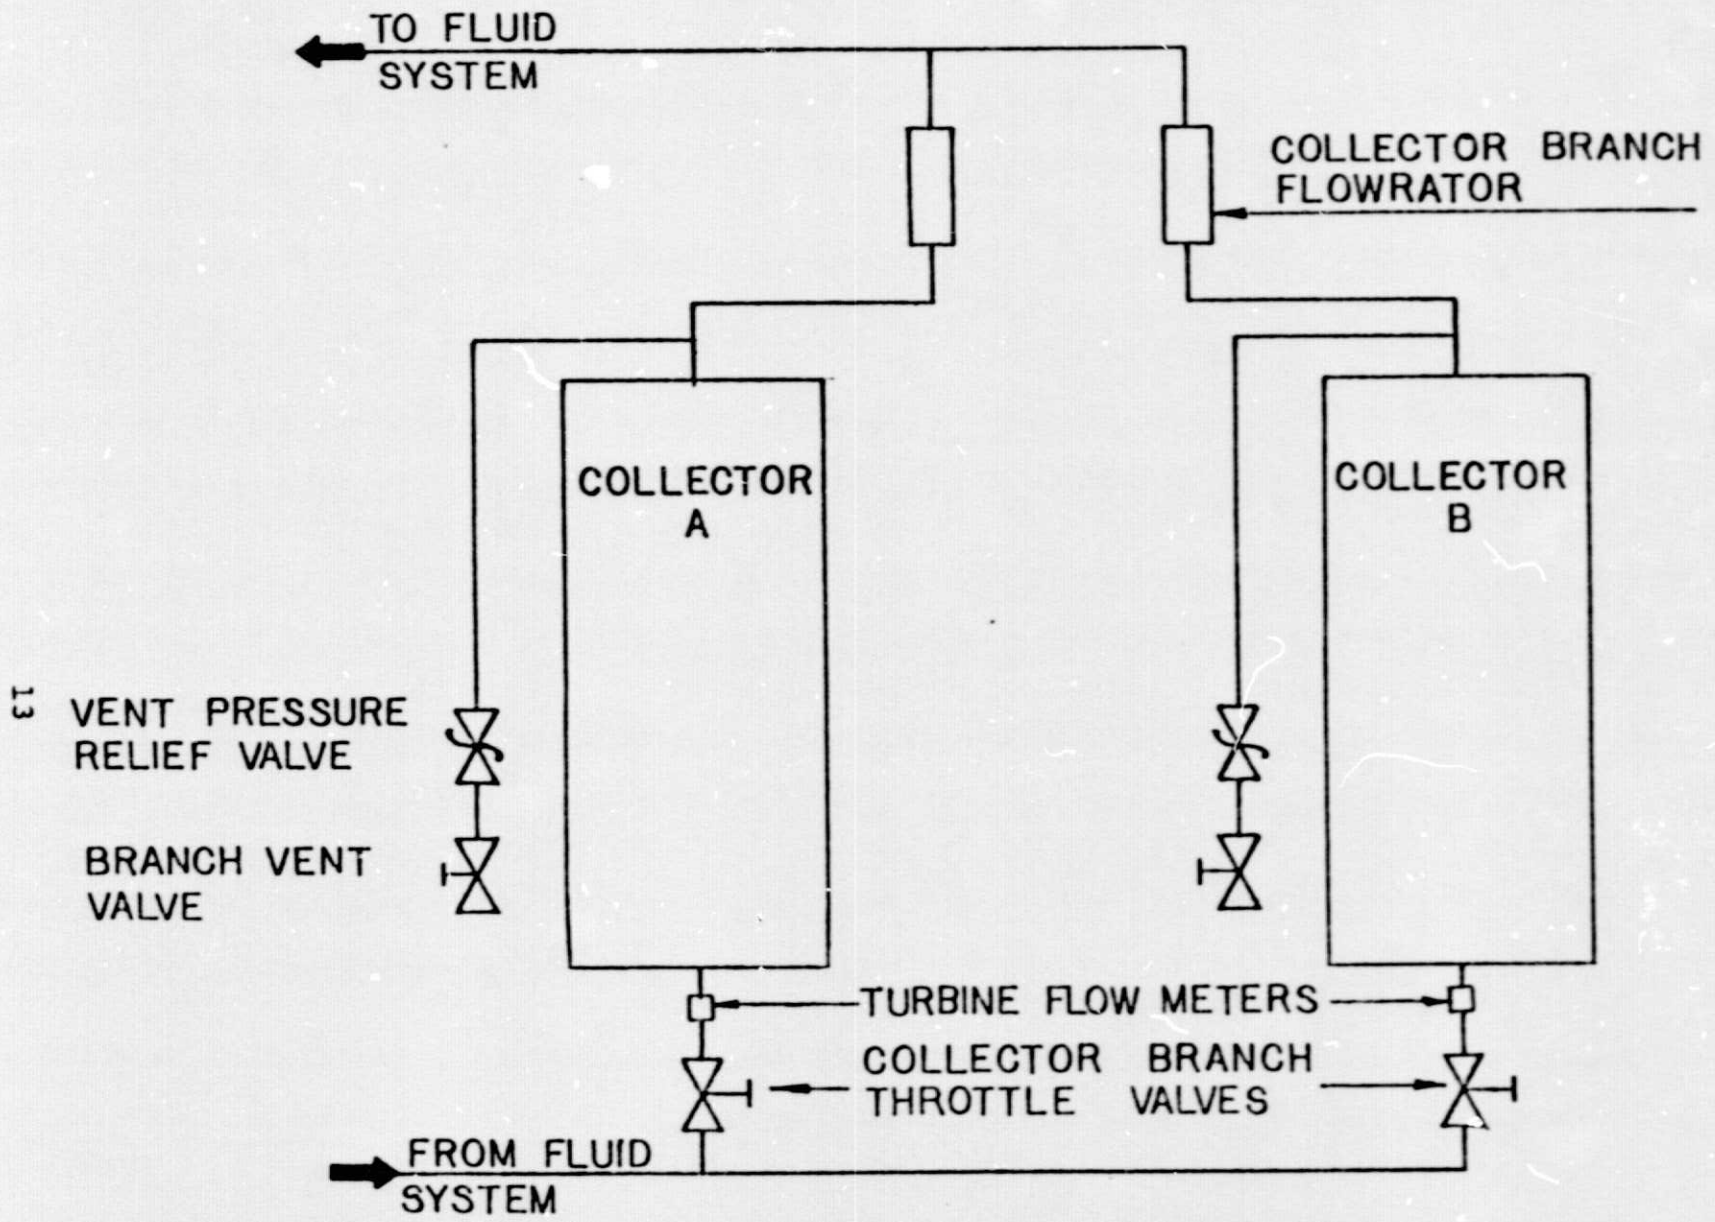 TO FLUID
SYSTEM
COLLECTOR BRANCH
FLOWRATOR
COLLECTOR
A
COLLECTOR
B
13
VENT PRESSURE
RELIEF VALVE
BRANCH VENT
VALVE
TURBINE FLOW METERS
COLLECTOR BRANCH
THROTTLE VALVES
FROM FLUID
SYSTEM